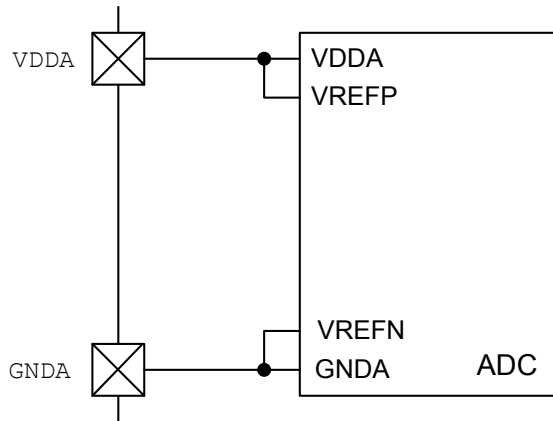 VDDA
VDDA
VREFP
VREFN
GNDA
GNDA
ADC